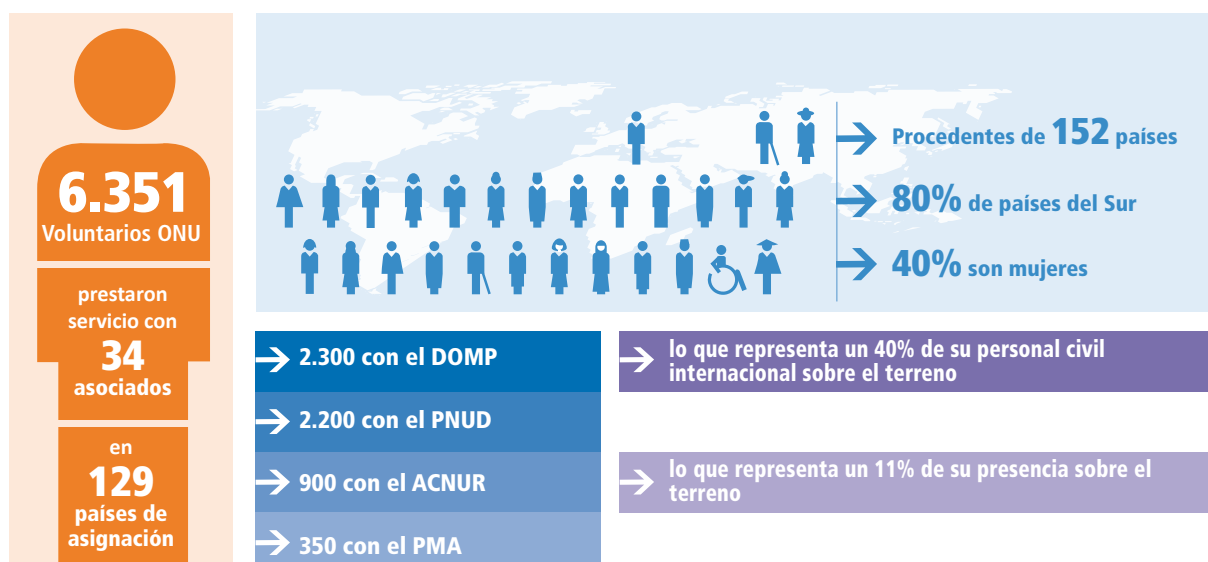 6.351
Voluntarios ONU
prestaron
servicio con
34
asociados
en
129
países de
asignación
Procedentes de 152 países
80% de países del Sur
40% son mujeres
2.300 con el DOMP
lo que representa un 40% de su personal civil
internacional sobre el terreno
2.200 con el PNUD
900 con el ACNUR
lo que representa un 11% de su presencia sobre el
terreno
350 con el PMA